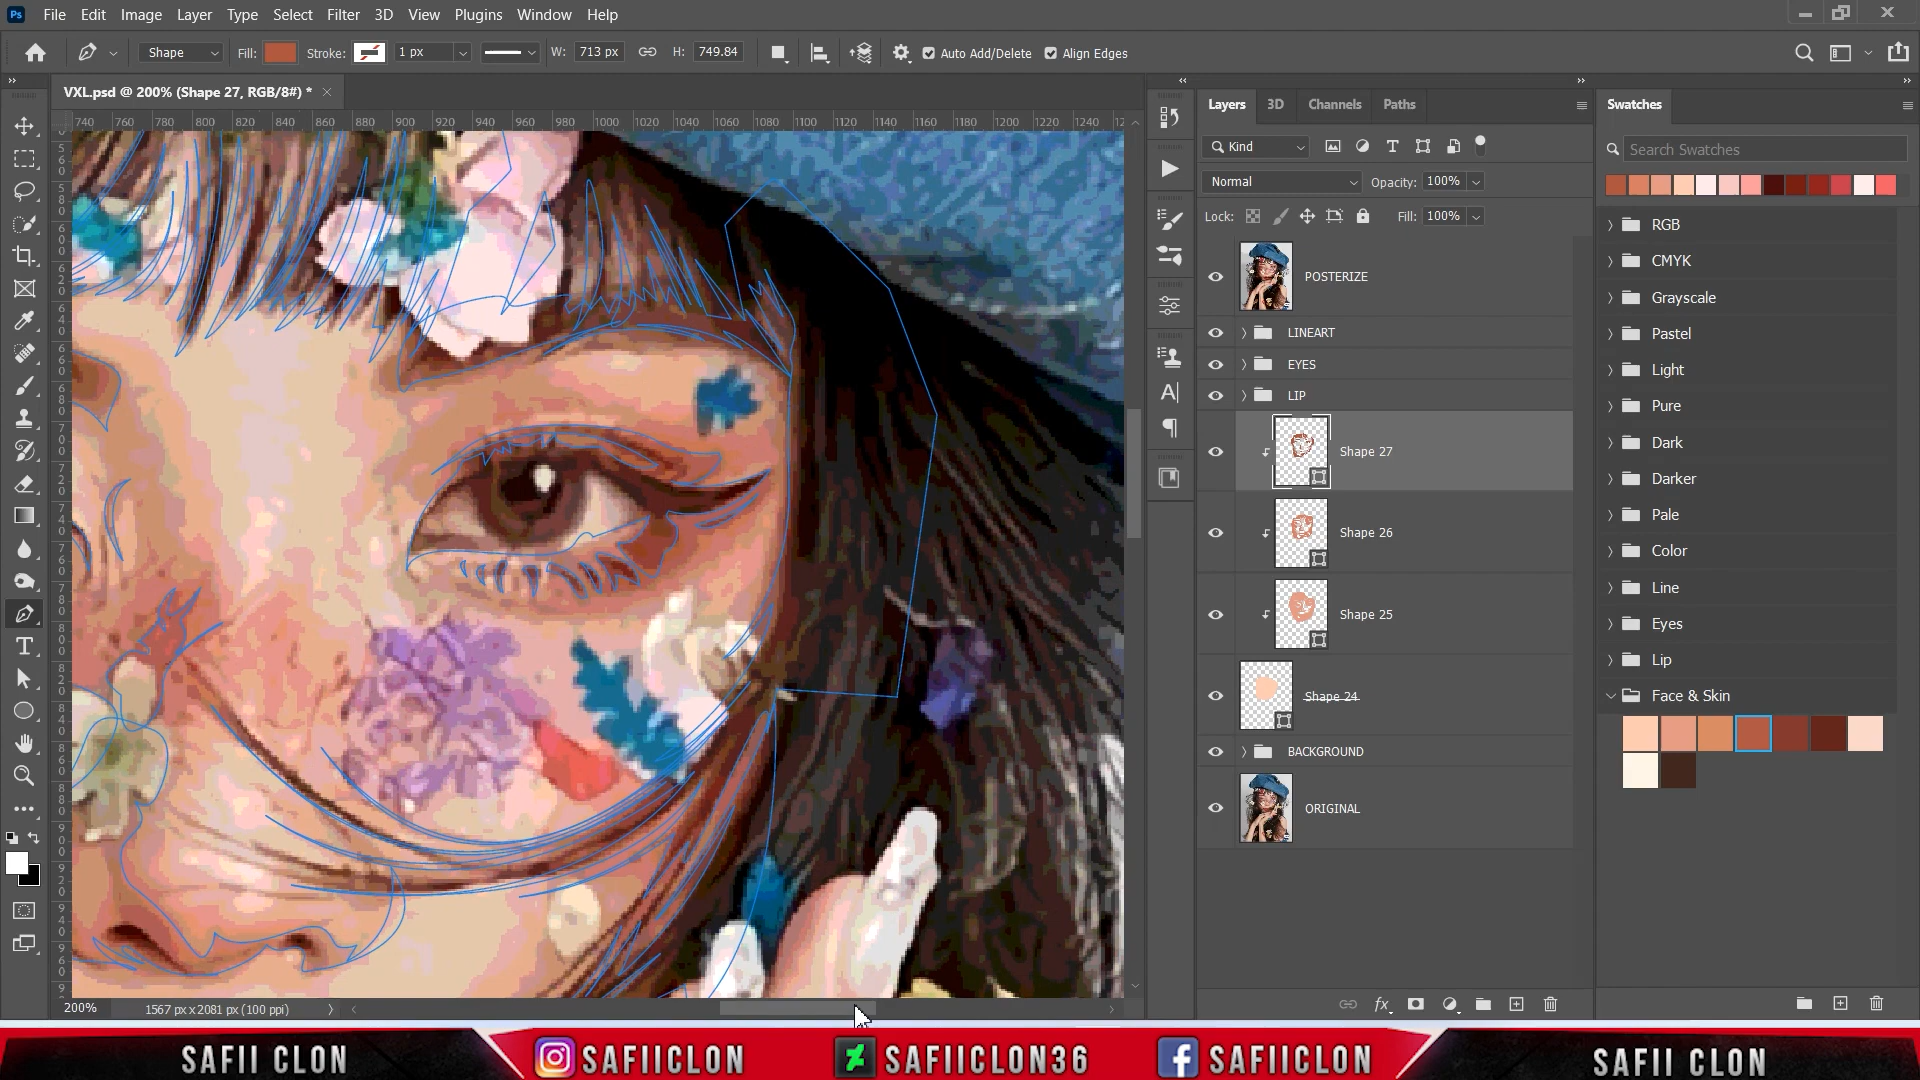 Ps File Edit Image Layer Type Select Filter 3D View Plugins Window Help
Shape Fill: Stroke: 1 px W: 713 px H: 749.84 Auto Add/Delete Align Edges
VXL.psd @ 200% (Shape 27, RGB/8#) *
740 760 780 800 820 840 860 880 900 920 940 960 980 1000 1020 1040 1060 1080 1100 1120 1140 1160 1180 1200 1220 1240
Layers 3D Channels Paths
Kind
Normal Opacity: 100%
Lock: Fill: 100%
POSTERIZE
LINEART
EYES
LIP
Shape 27
Shape 26
Shape 25
Shape 24
BACKGROUND
ORIGINAL
fx
Swatches
Search Swatches
RGB
CMYK
Grayscale
Pastel
Light
Pure
Dark
Darker
Pale
Color
Line
Eyes
Lip
Face & Skin
200% 1567 px x 2081 px (100 ppi)
SAFII CLON SAFIICLON SAFIICLON36 SAFIICLON SAFII CLON